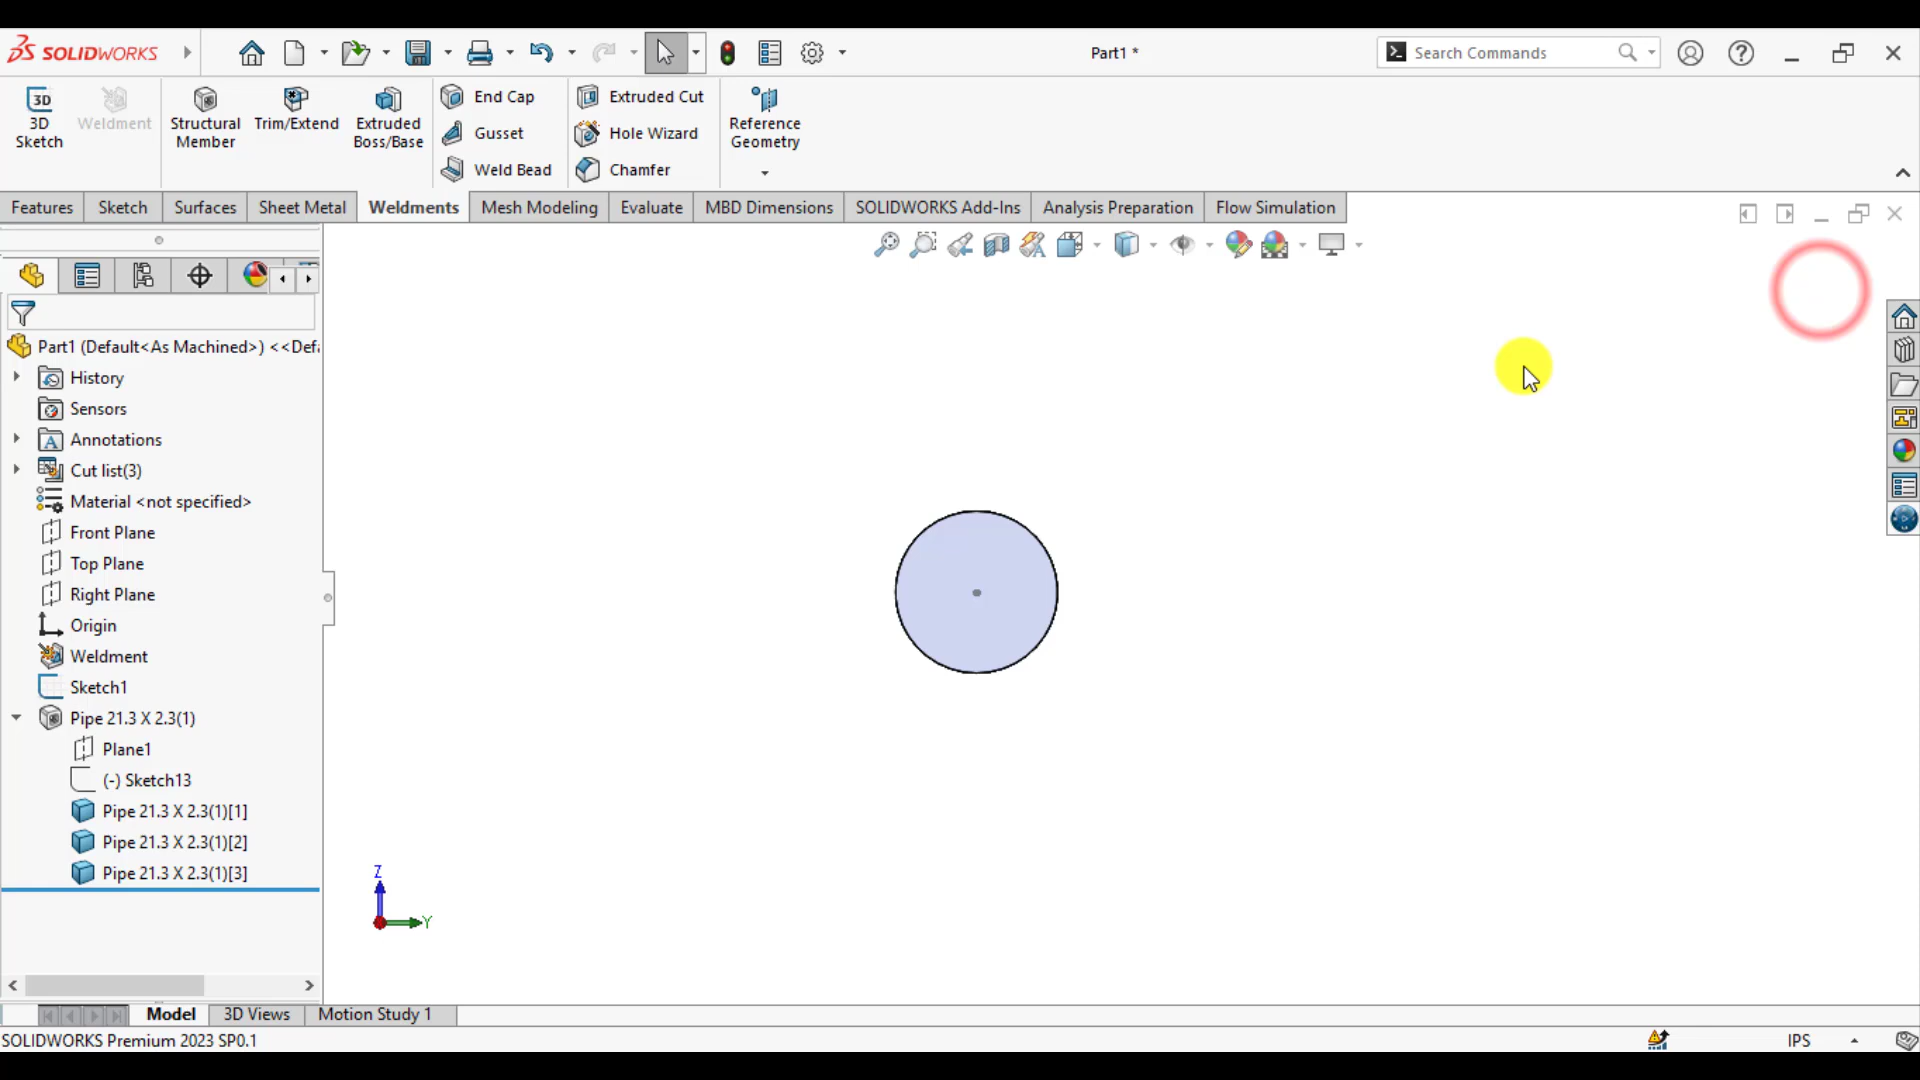 SOLIDWORKS
Part1 *
Search Commands
3D Sketch
Weldment
Structural Member
Trim/Extend
Extruded Boss/Base
End Cap
Gusset
Weld Bead
Extruded Cut
Hole Wizard
Chamfer
Reference Geometry
Features
Sketch
Surfaces
Sheet Metal
Weldments
Mesh Modeling
Evaluate
MBD Dimensions
SOLIDWORKS Add-Ins
Analysis Preparation
Flow Simulation
Part1 (Default<As Machined>) <<Defa
History
Sensors
Annotations
Cut list(3)
Material <not specified>
Front Plane
Top Plane
Right Plane
Origin
Weldment
Sketch1
Pipe 21.3 X 2.3(1)
Plane1
(-) Sketch13
Pipe 21.3 X 2.3(1)[1]
Pipe 21.3 X 2.3(1)[2]
Pipe 21.3 X 2.3(1)[3]
Z
Y
Model
3D Views
Motion Study 1
SOLIDWORKS Premium 2023 SP0.1
IPS